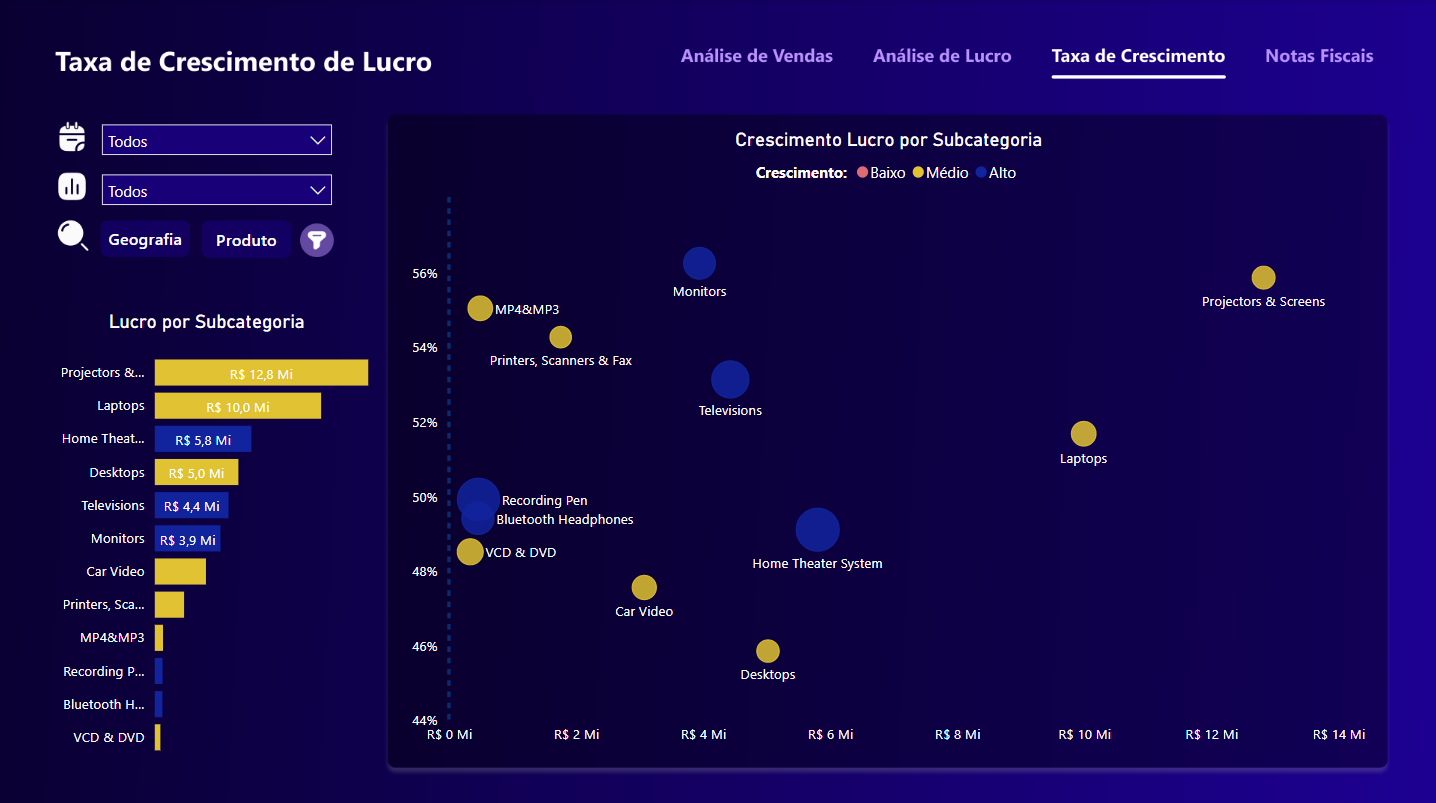 Taxa de Crescimento de Lucro
Análise de Vendas
Análise de Lucro
Taxa de Crescimento
Notas Fiscais
Todos
Todos
Geografia
Produto
Lucro por Subcategoria
Projectors &... R$ 12,8 Mi
Laptops R$ 10,0 Mi
Home Theat... R$ 5,8 Mi
Desktops R$ 5,0 Mi
Televisions R$ 4,4 Mi
Monitors R$ 3,9 Mi
Car Video
Printers, Sca...
MP4&MP3
Recording P...
Bluetooth H...
VCD & DVD
Crescimento Lucro por Subcategoria
Crescimento: Baixo Médio Alto
56%
54%
52%
50%
48%
46%
44%
Monitors
Projectors & Screens
MP4&MP3
Printers, Scanners & Fax
Televisions
Laptops
Recording Pen
Bluetooth Headphones
VCD & DVD
Home Theater System
Car Video
Desktops
R$ 0 Mi R$ 2 Mi R$ 4 Mi R$ 6 Mi R$ 8 Mi R$ 10 Mi R$ 12 Mi R$ 14 Mi